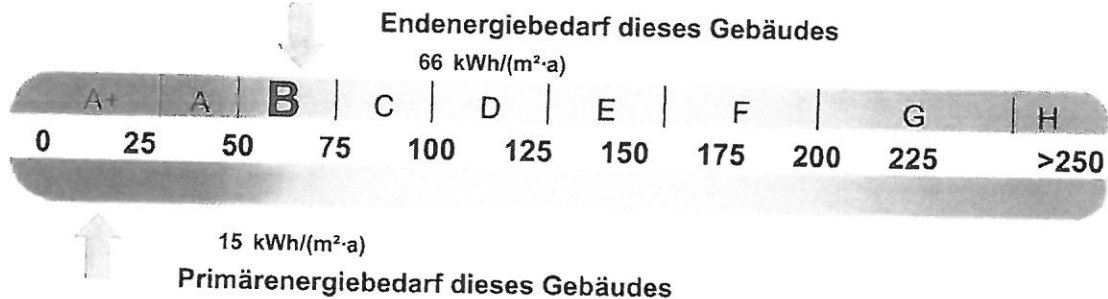 Endenergiebedarf dieses Gebäudes
66 kWh/(m²·a)
A+ A B C D E F G H
0 25 50 75 100 125 150 175 200 225 >250
15 kWh/(m²·a)
Primärenergiebedarf dieses Gebäudes